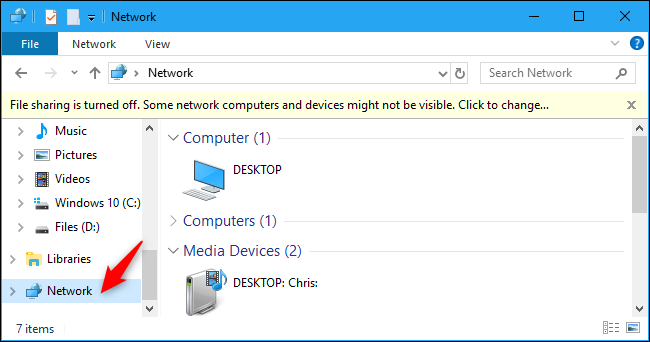 Network
File Network View
Network
Search Network
File sharing is turned off. Some network computers and devices might not be visible. Click to change...
Music
Pictures
Videos
Windows 10 (C:)
Files (D:)
Libraries
Network
Computer (1)
DESKTOP
Computers (1)
Media Devices (2)
DESKTOP: Chris:
7 items